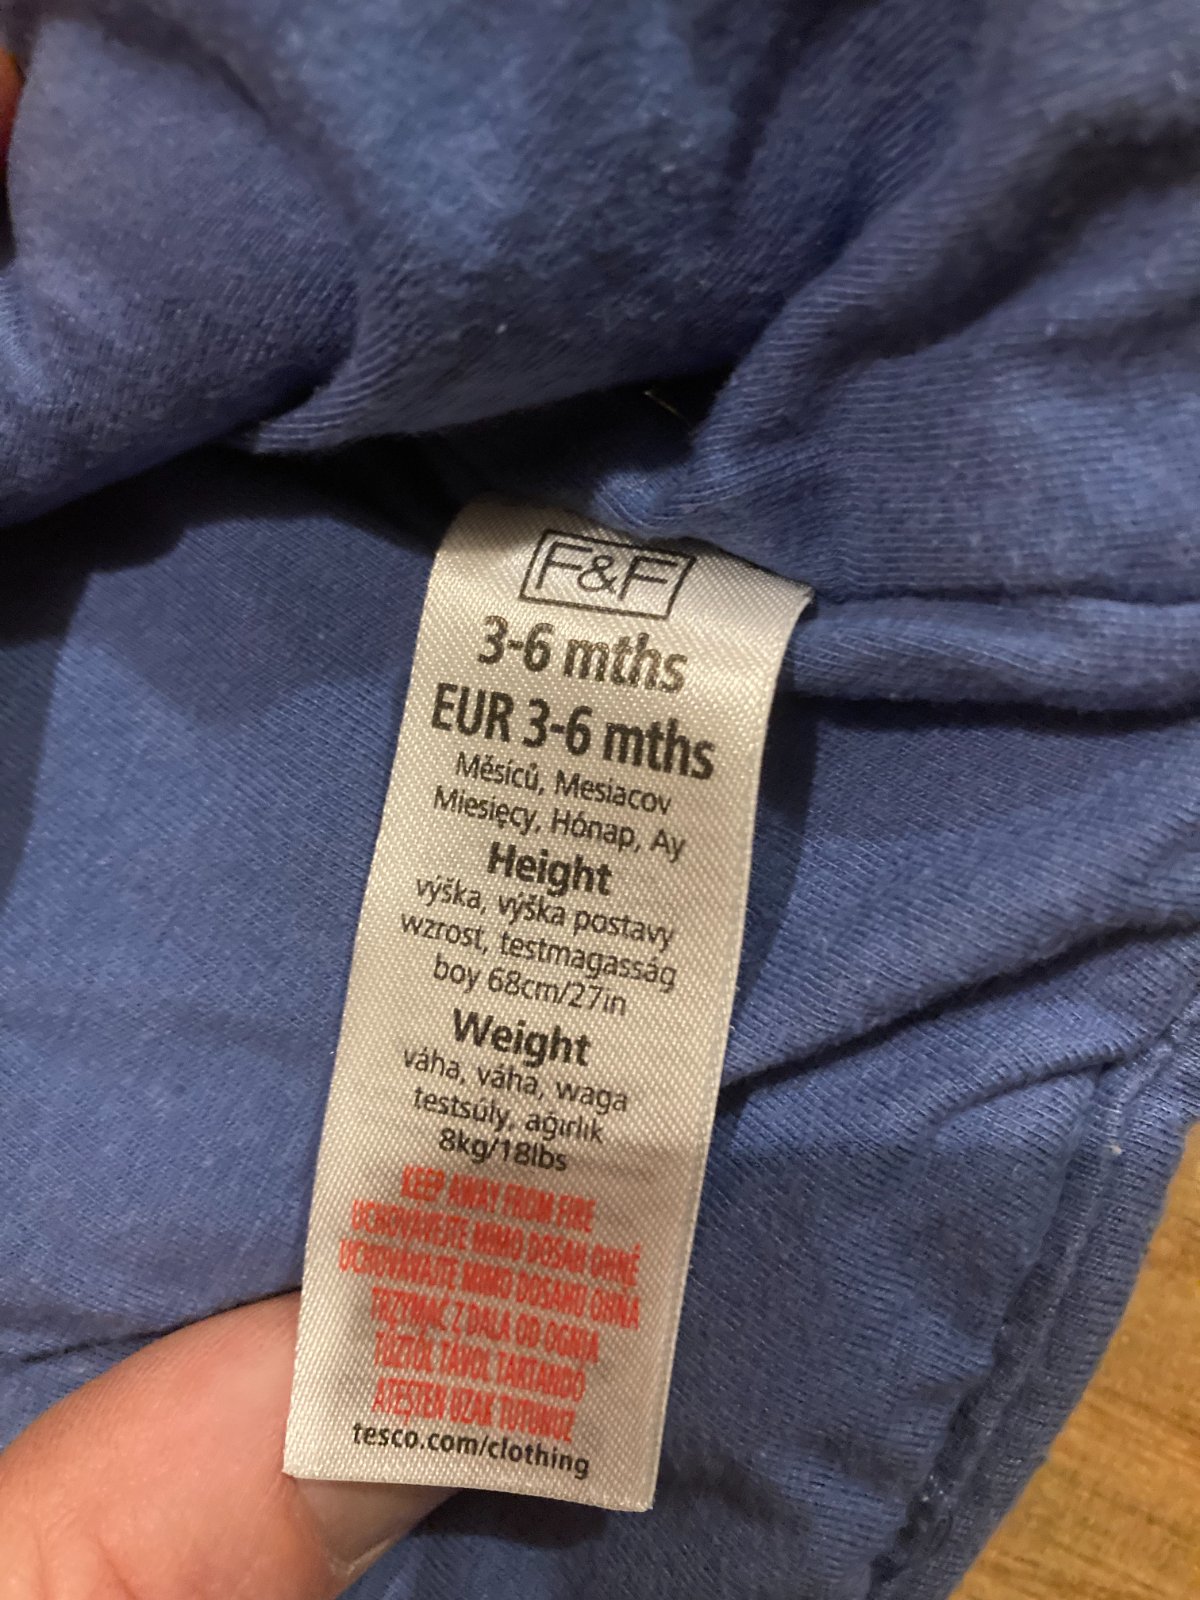 F&F
3-6 mths
EUR 3-6 mths
Měsíců, Mesiacov
Miesięcy, Hónap, Ay
Height
výška, výška postavy
wzrost, testmagasság
boy 68cm/27in
Weight
váha, váha, waga
testsúly, ağırlık
8kg/18lbs
KEEP AWAY FROM FIRE
UCHOVÁVEJTE MIMO DOSAH OHNĚ
UCHOVÁVAJTE MIMO DOSAHU OHŇA
TRZYMAĆ Z DALA OD OGNIA
TŰZTŐL TÁVOL TARTANDÓ
ATEŞTEN UZAK TUTUNUZ
tesco.com/clothing